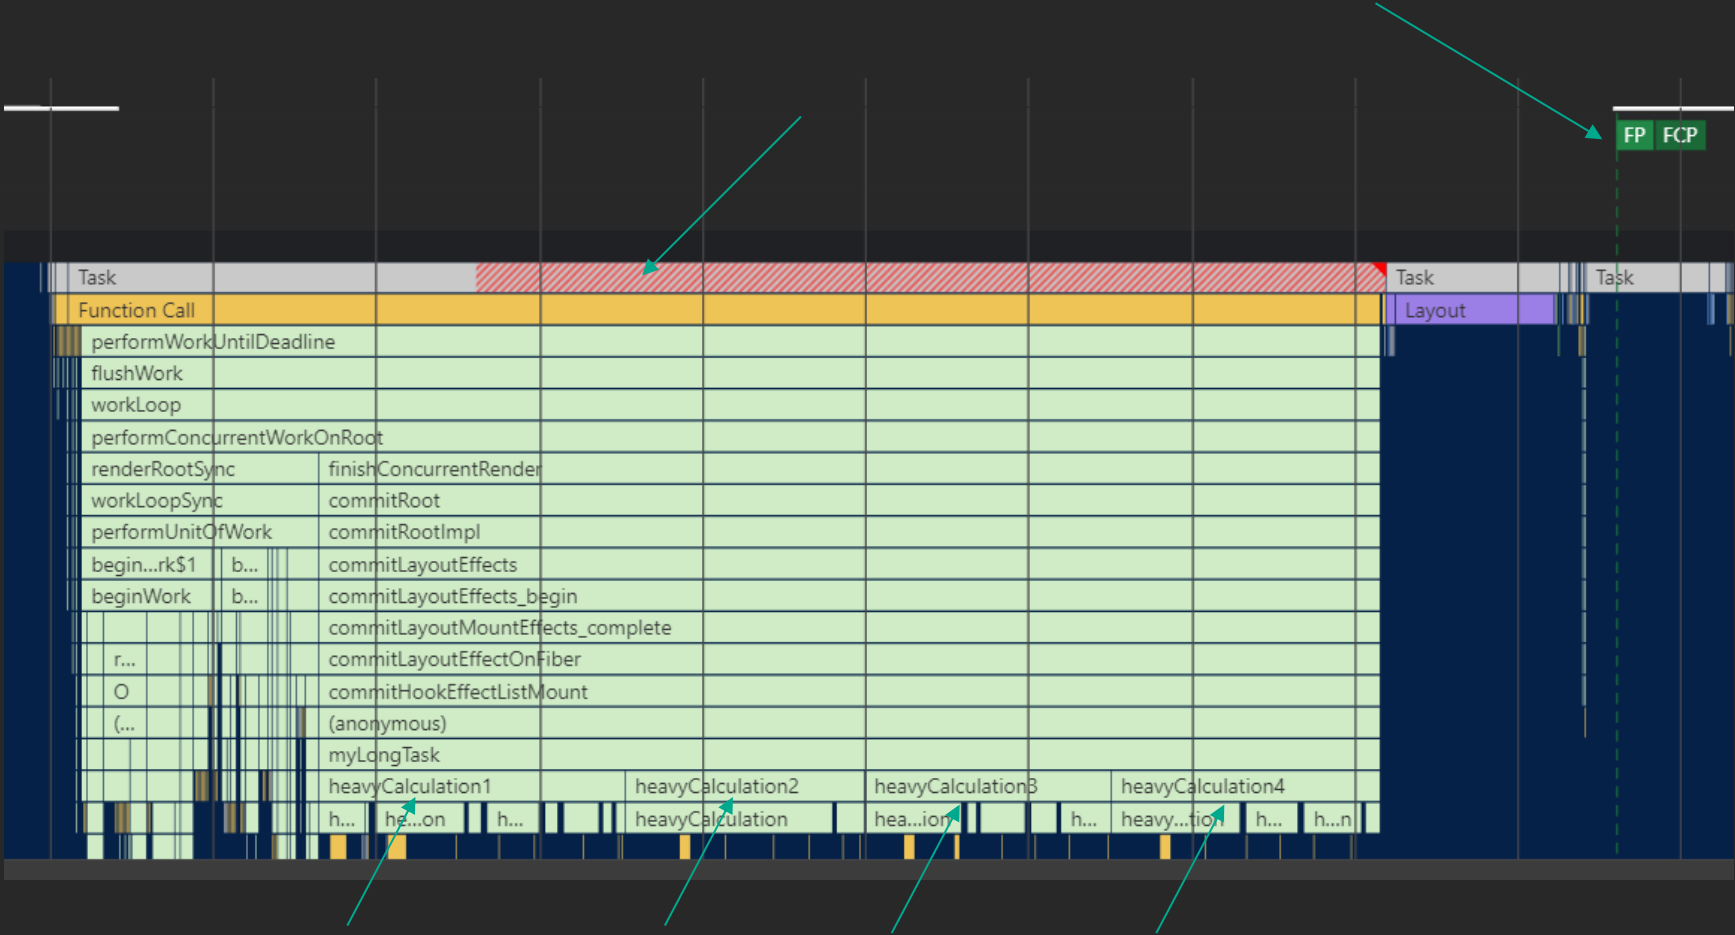 FP FCP
Task Task Task
Function Call Layout
performWorkUntilDeadline
flushWork
workLoop
performConcurrentWorkOnRoot
renderRootSync finishConcurrentRender
workLoopSync commitRoot
performUnitOfWork commitRootImpl
begin...rk$1 b... commitLayoutEffects
beginWork b... commitLayoutEffects_begin
commitLayoutMountEffects_complete
r... commitLayoutEffectOnFiber
O commitHookEffectListMount
(... (anonymous)
myLongTask
heavyCalculation1 heavyCalculation2 heavyCalculation3 heavyCalculation4
h... he...on h... heavyCalculation hea...ion h... heavy...tion h... h...n